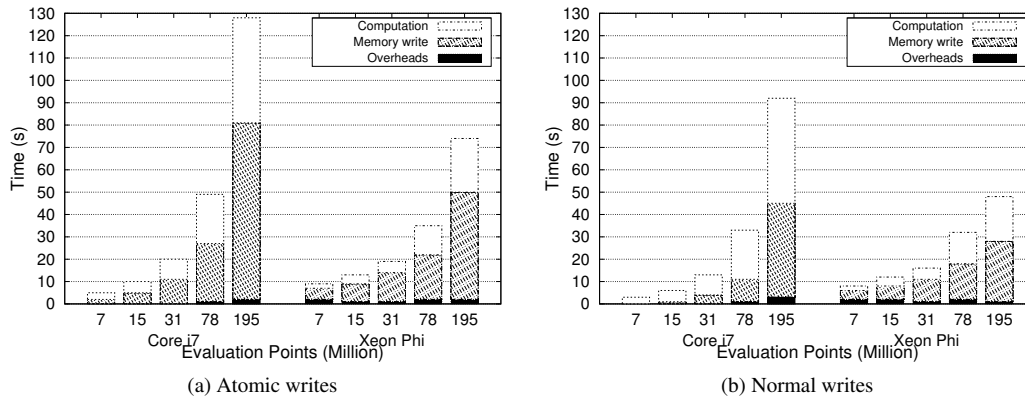 130
120
110
100
90
80
70
60
50
40
30
20
10
0
Time (s)
Computation
Memory write
Overheads
7 15 31 78 195 7 15 31 78 195
Core i7 Xeon Phi
Evaluation Points (Million)
(a) Atomic writes
130
120
110
100
90
80
70
60
50
40
30
20
10
0
Time (s)
Computation
Memory write
Overheads
7 15 31 78 195 7 15 31 78 195
Core i7 Xeon Phi
Evaluation Points (Million)
(b) Normal writes